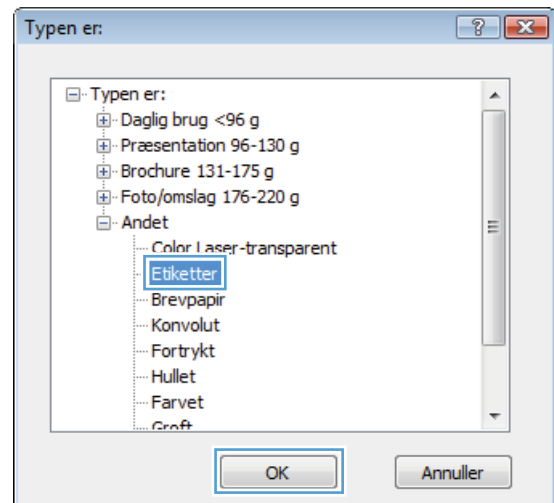 Typen er:
Typen er:
Daglig brug <96 g
Præsentation 96-130 g
Brochure 131-175 g
Foto/omslag 176-220 g
Andet
Color Laser-transparent
Etiketter
Brevpapir
Konvolut
Fortrykt
Hullet
Farvet
Groft
OK
Annuller